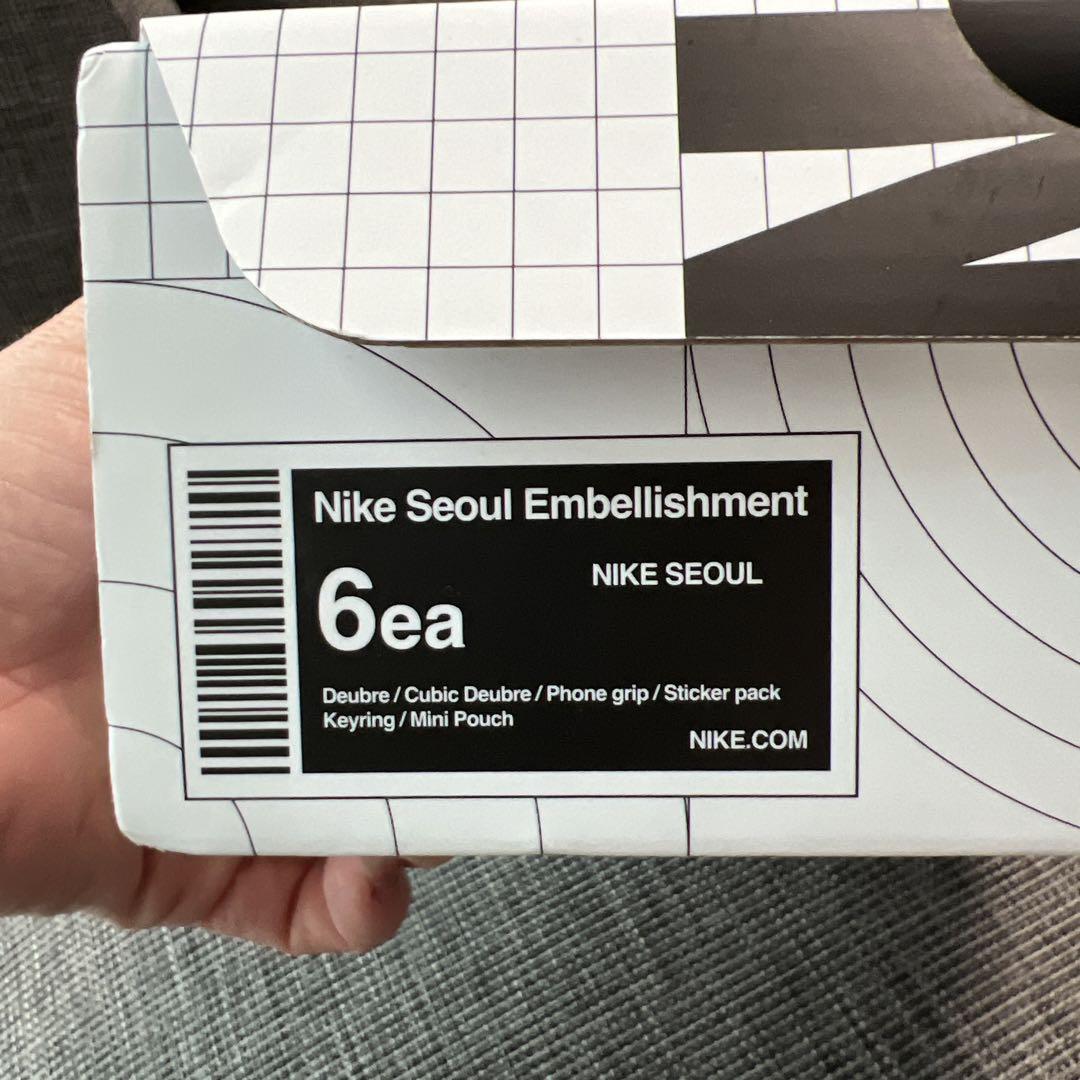 Nike Seoul Embellishment
NIKE SEOUL
6ea
Deubre / Cubic Deubre / Phone grip / Sticker pack
Keyring / Mini Pouch
NIKE.COM